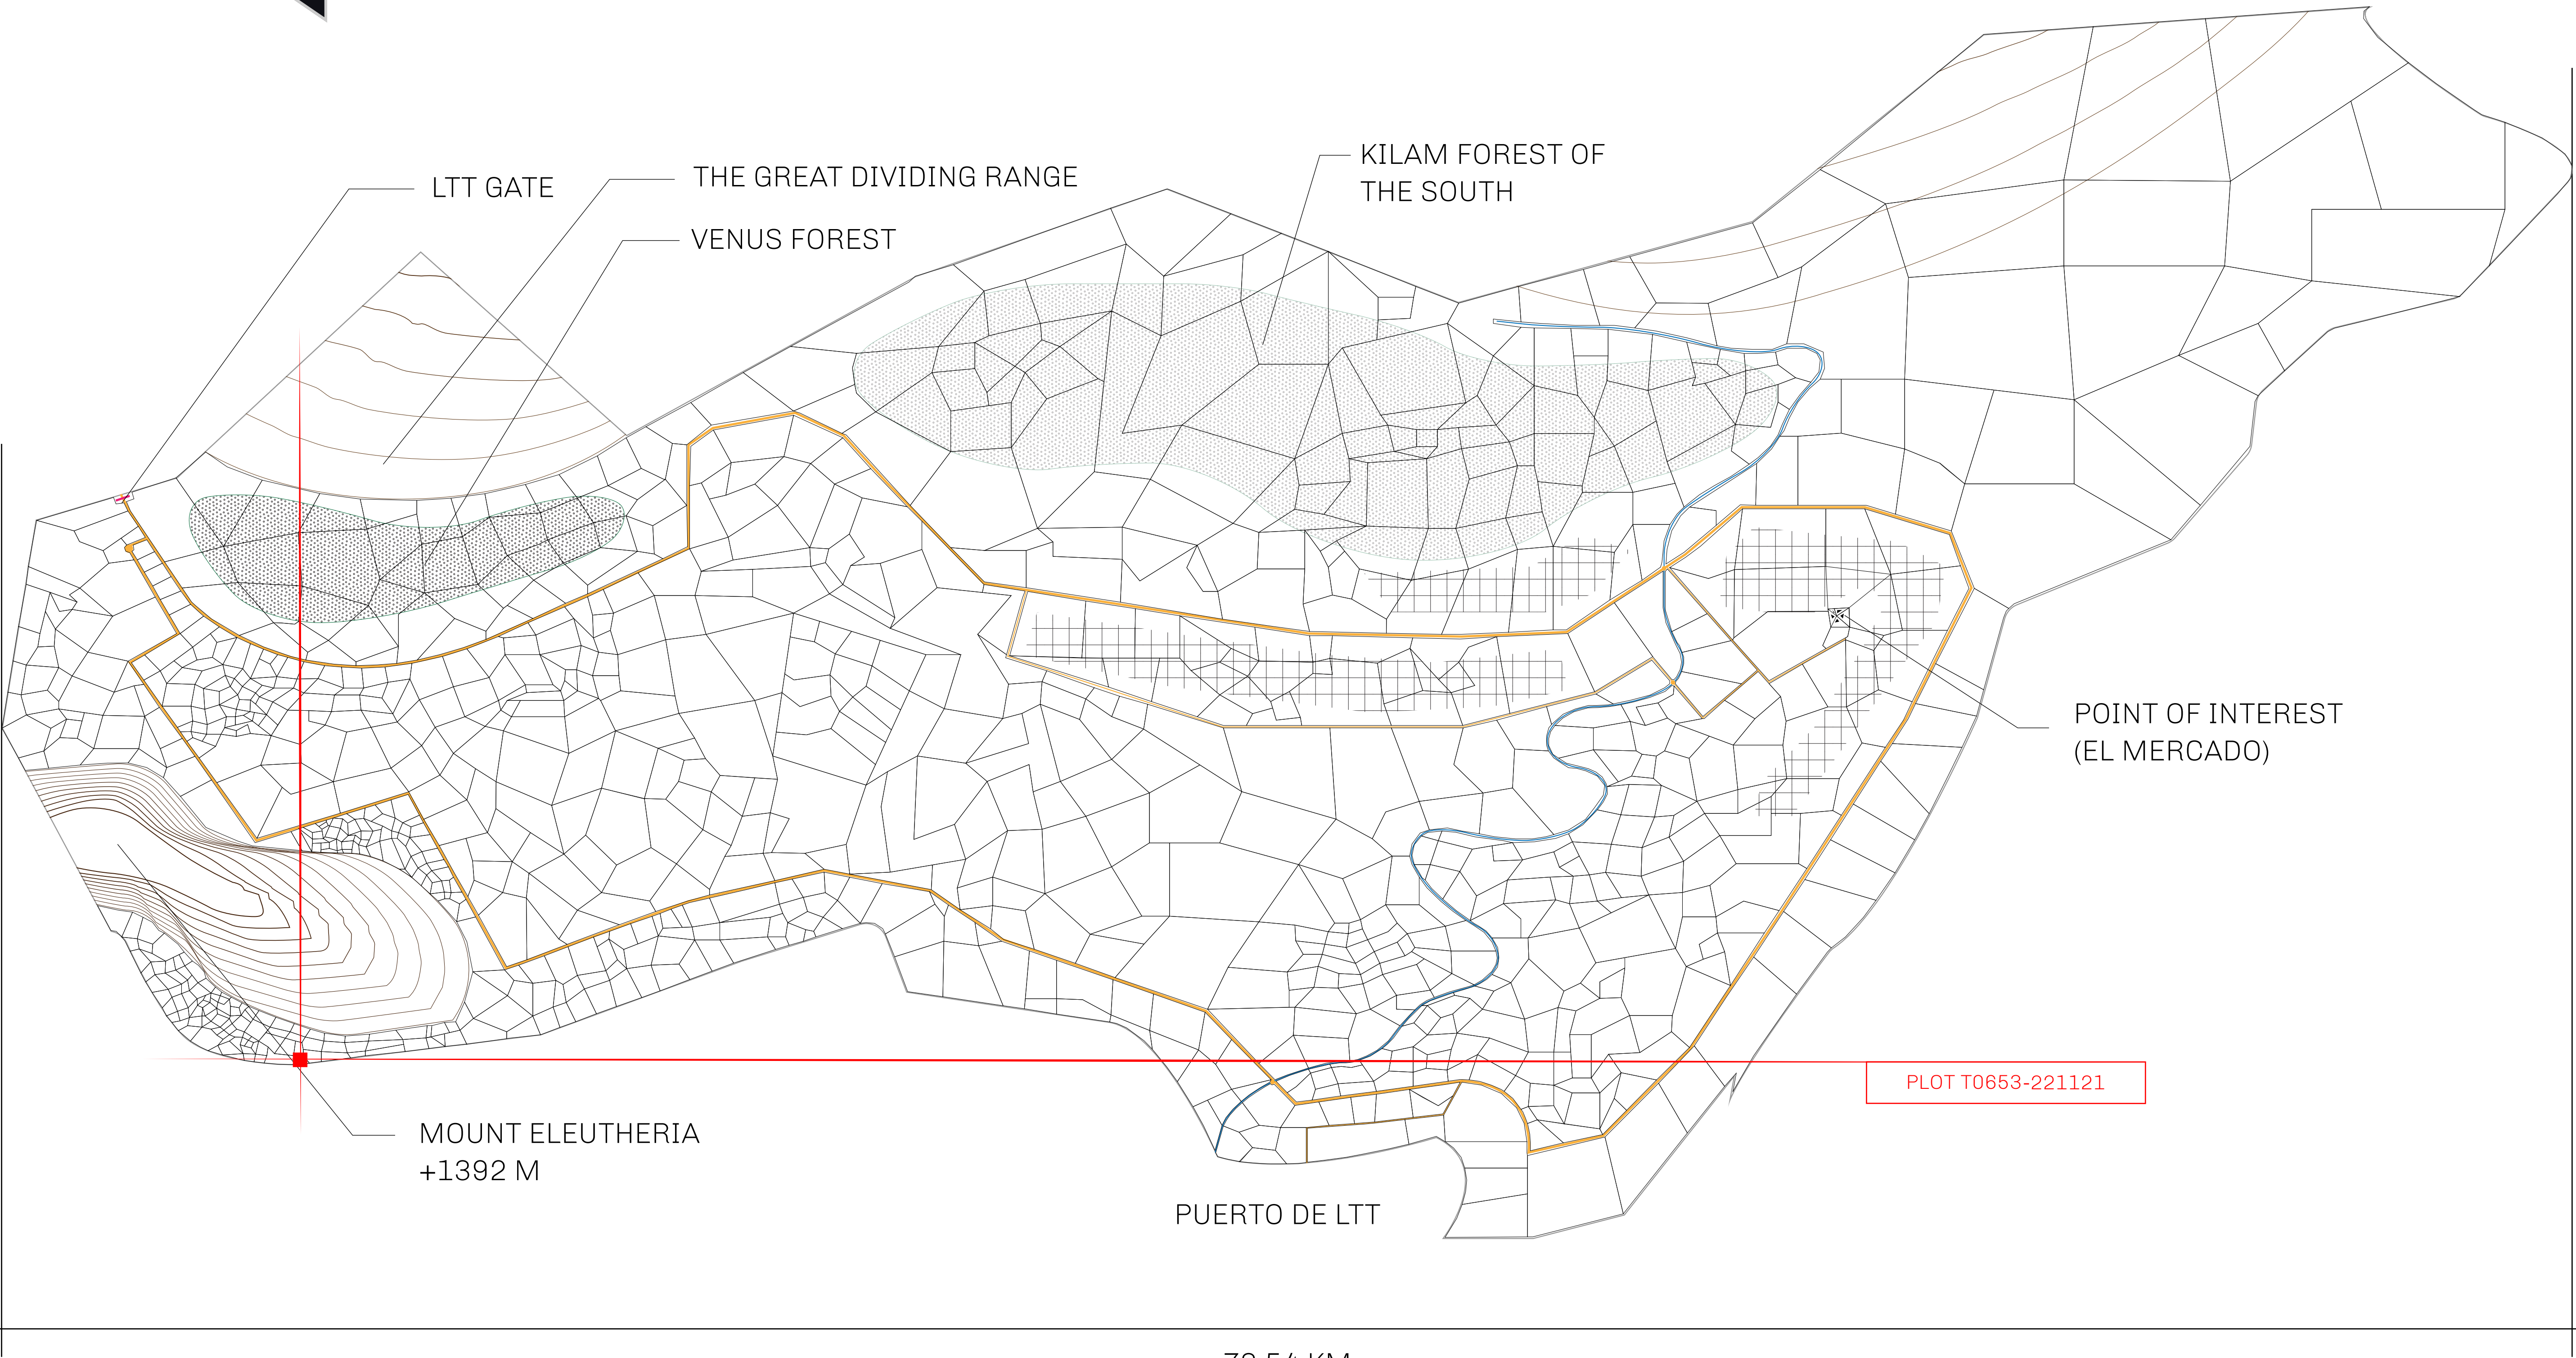 KILAM FOREST OF
THE SOUTH
LTT GATE
THE GREAT DIVIDING RANGE
VENUS FOREST
POINT OF INTEREST
(EL MERCADO)
PLOT T0653-221121
MOUNT ELEUTHERIA
+1392 M
PUERTO DE LTT
KM